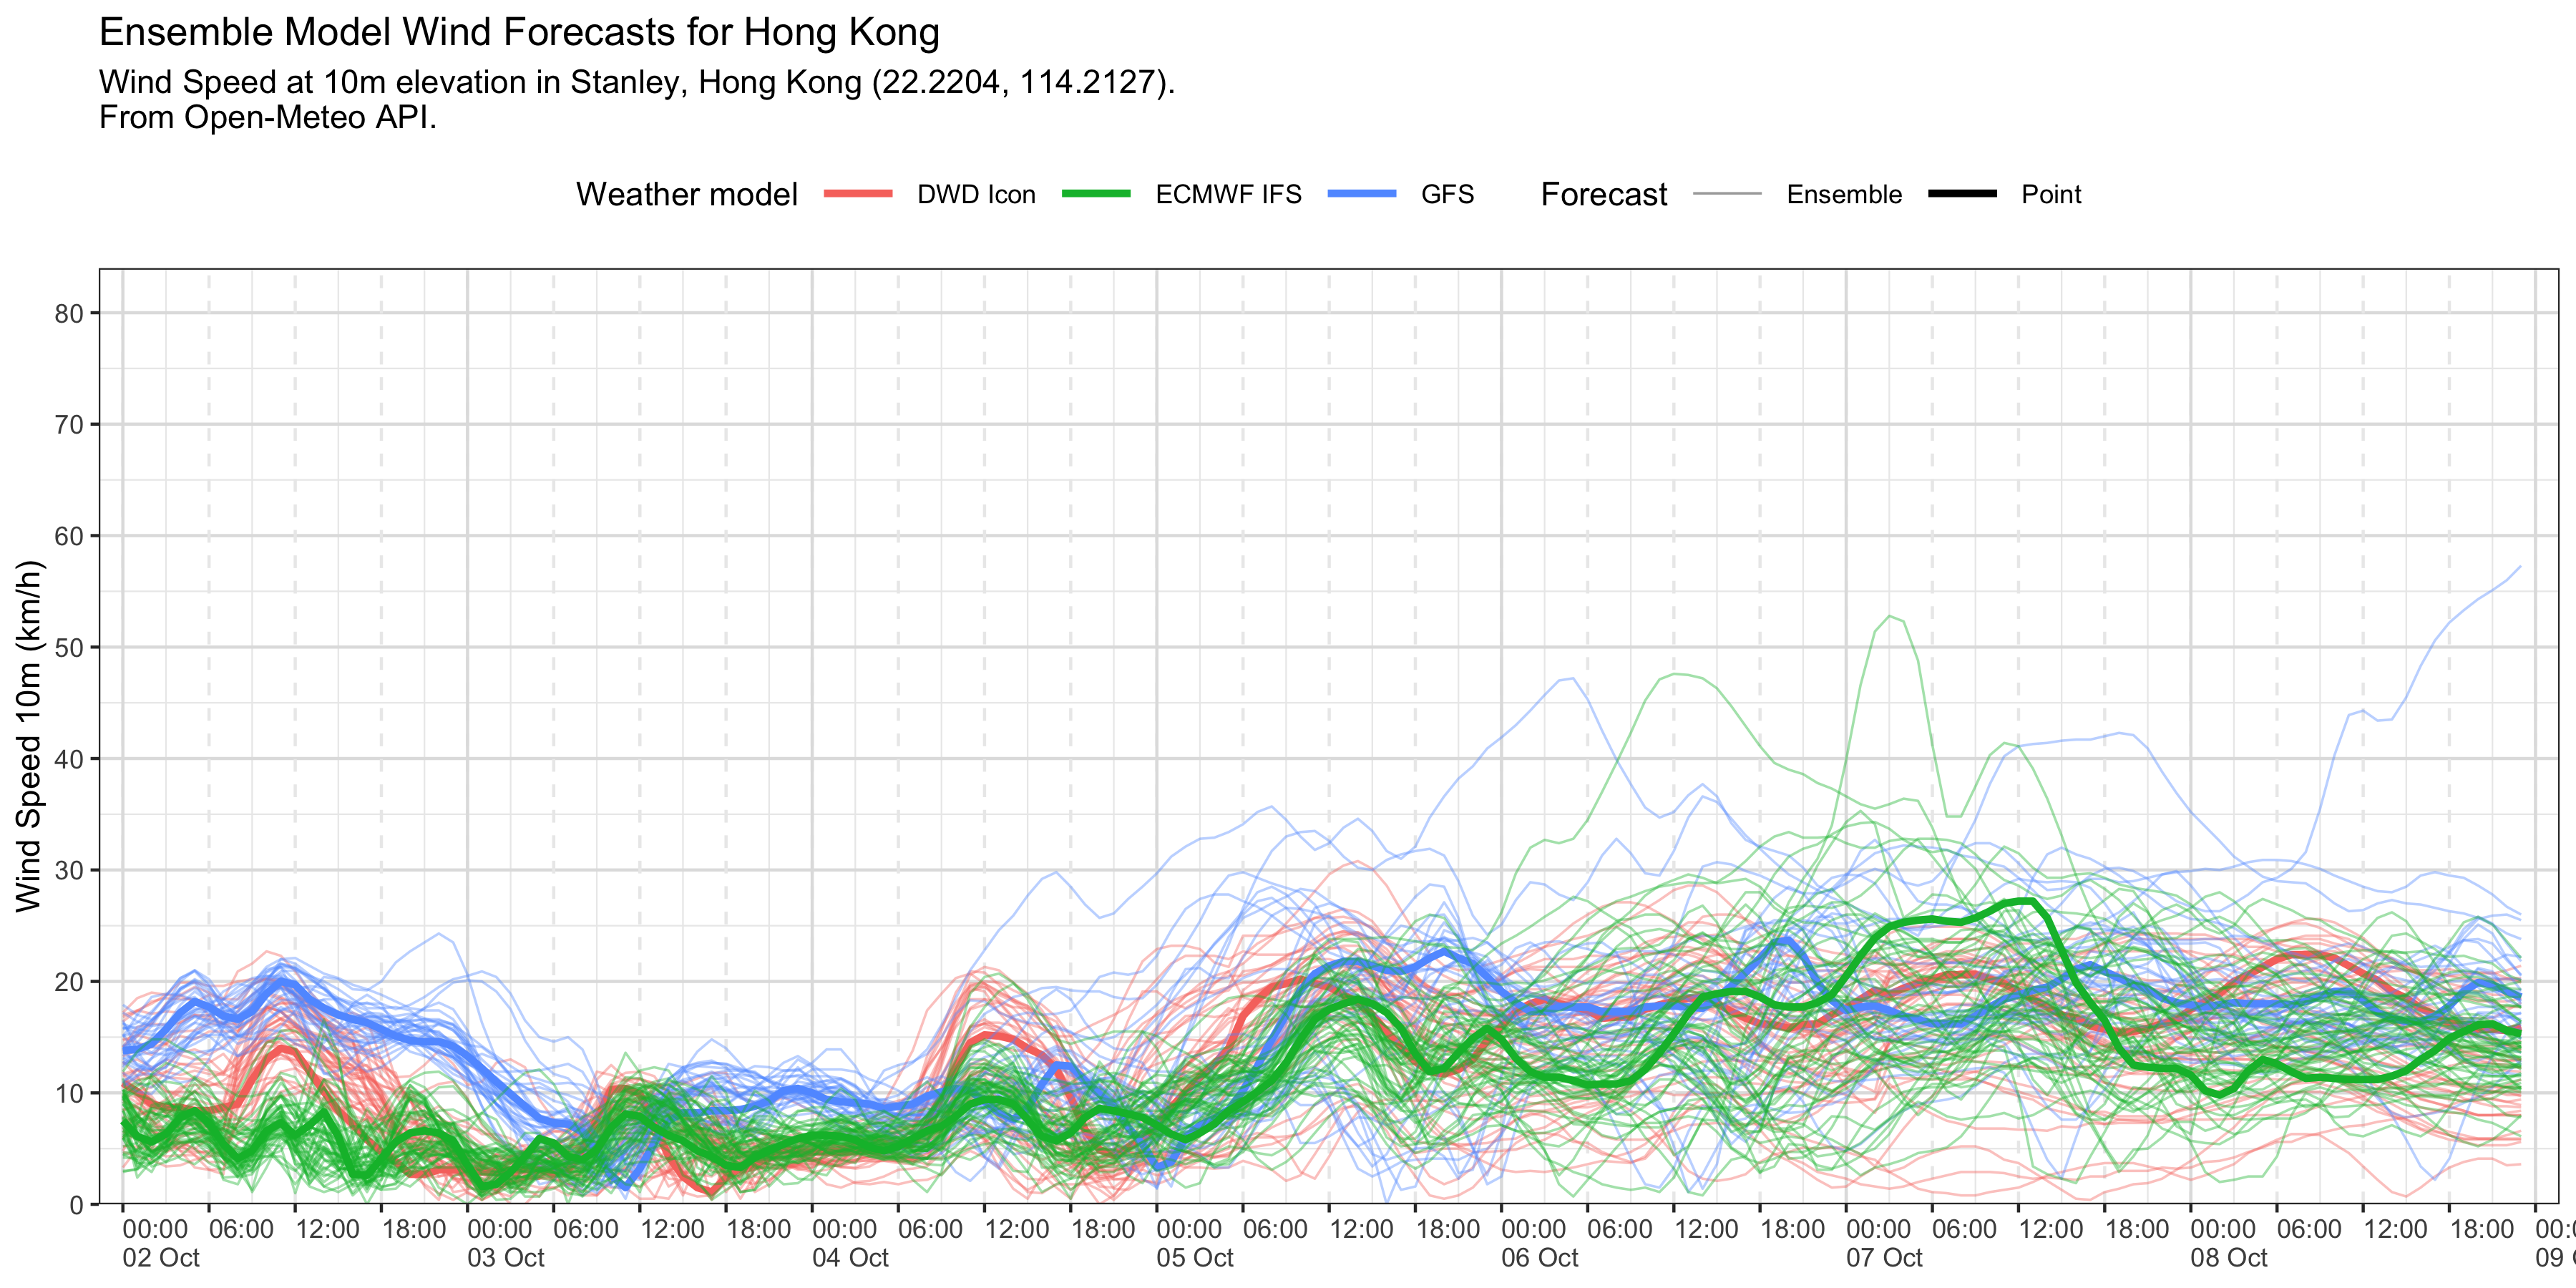 Ensemble Model Wind Forecasts for Hong Kong
Wind Speed at 10m elevation in Stanley, Hong Kong (22.2204, 114.2127).
From Open-Meteo API.
Weather model DWD Icon ECMWF IFS GFS Forecast Ensemble Point
Wind Speed 10m (km/h)
80
70
60
50
40
30
20
10
0
00:00 06:00 12:00 18:00 00:00 06:00 12:00 18:00 00:00 06:00 12:00 18:00 00:00 06:00 12:00 18:00 00:00 06:00 12:00 18:00 00:00 06:00 12:00 18:00 00:00 06:00 12:00 18:00
02 Oct 03 Oct 04 Oct 05 Oct 06 Oct 07 Oct 08 Oct 09